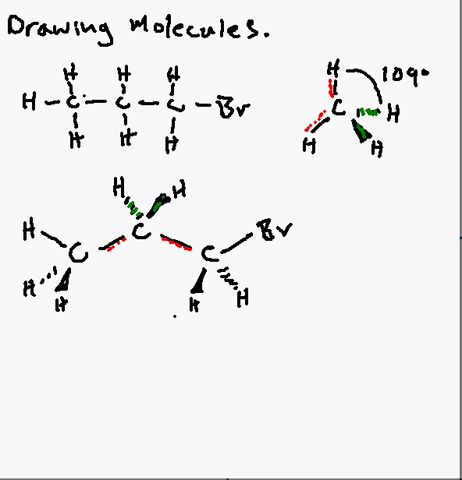 Drawing Molecules.
H H H
H - C - C - C - Br
H H H
H 109°
C H
H H
H H
H C Br
C C
H H H H